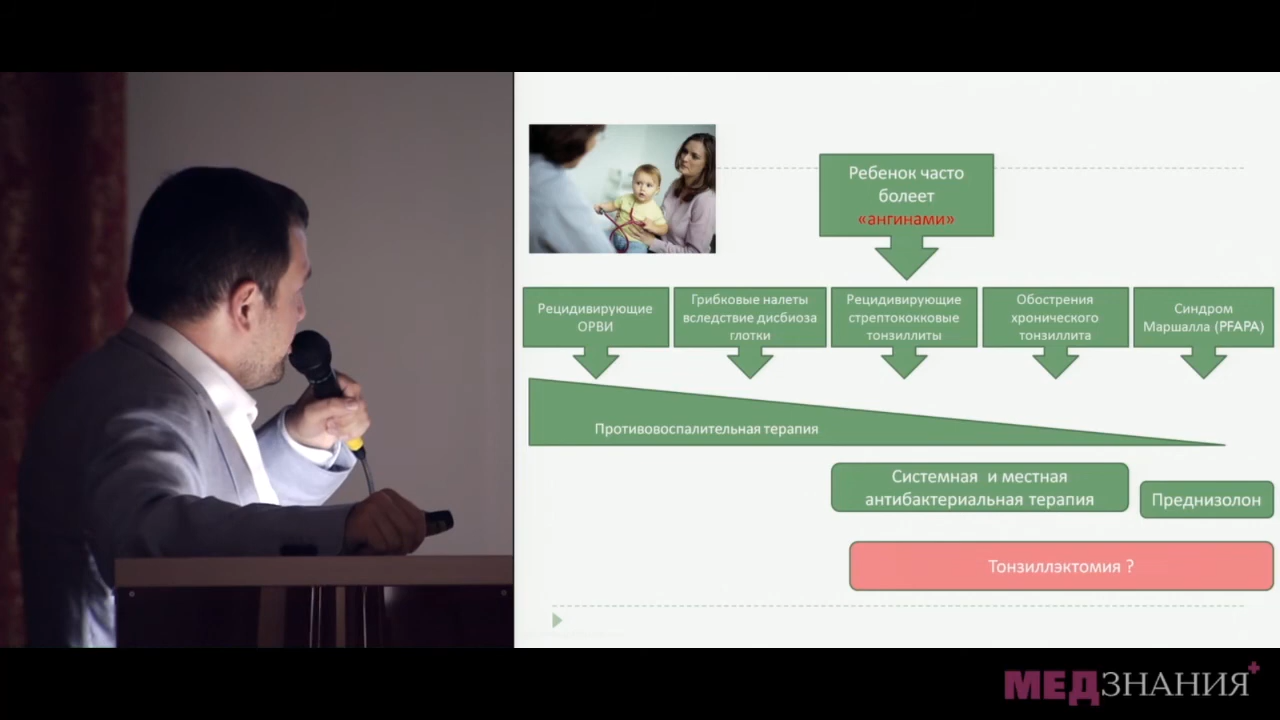 Ребенок часто
болеет
«ангинами»
Рецидивирующие
ОРВИ
Грибковые налеты
вследствие дисбиоза
глотки
Рецидивирующие
стрептококковые
тонзиллиты
Обострения
хронического
тонзиллита
Синдром
Маршалла (PFAPA)
Противовоспалительная терапия
Системная и местная
антибактериальная терапия
Преднизолон
Тонзиллэктомия ?
МЕДЗНАНИЯ+